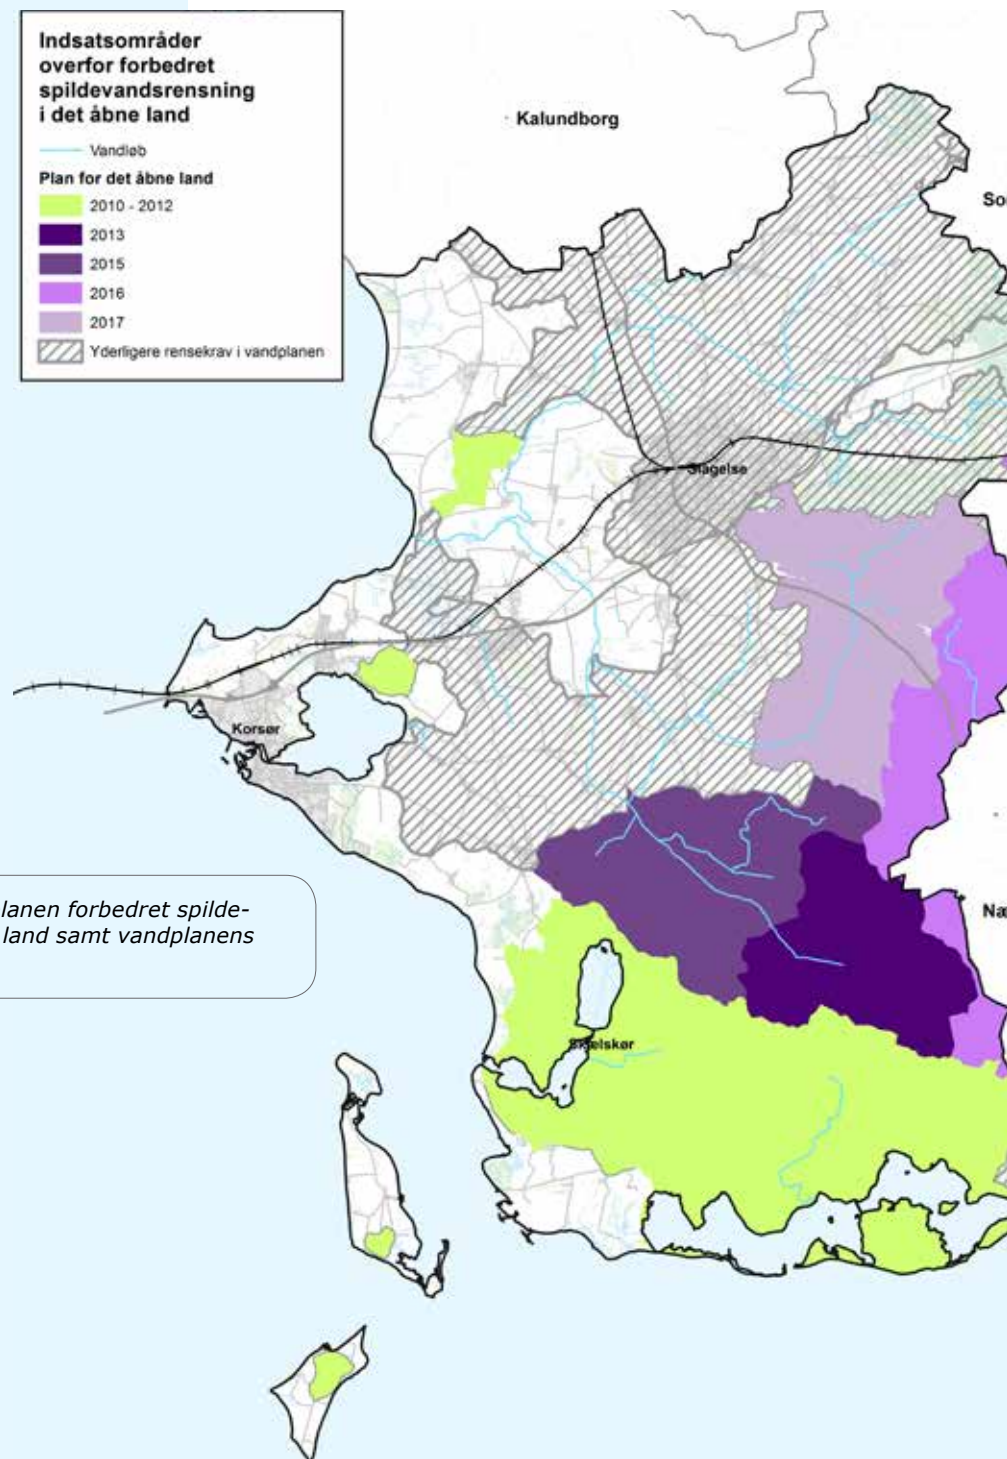 Indsatsområder
overfor forbedret
spildevandsrensning
i det åbne land
Vandløb
Plan for det åbne land
2010 - 2012
2013
2015
2016
2017
Yderligere rensekrav i vandplanen
Kalundborg
So
Slagelse
Korsør
lanen forbedret spilde-
land samt vandplanens
Næ
Skælskør